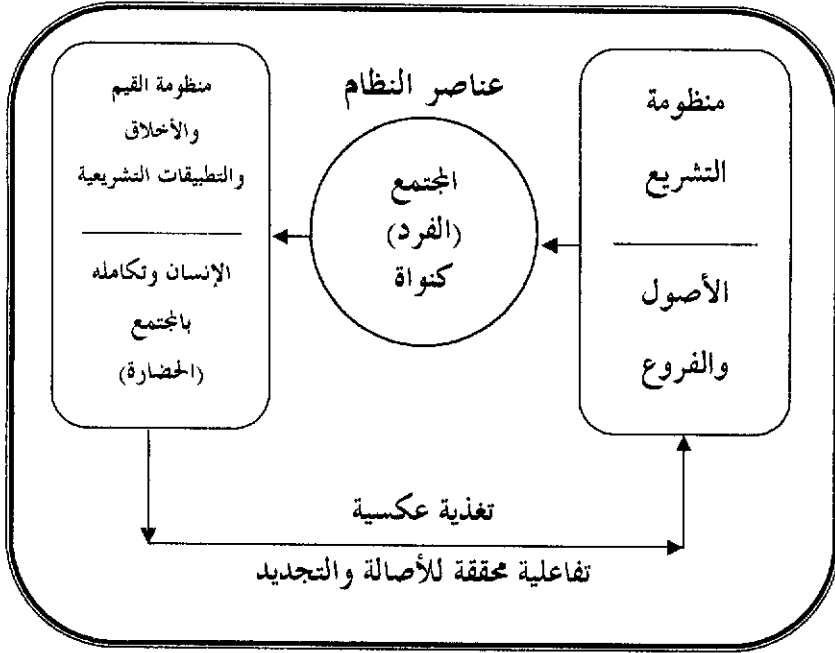 عناصر النظام
منظومة
التشريع
الأصول
والفروع
المجتمع
(الفرد)
كنواة
منظومة القيم
والأخلاق
والتطبيقات التشريعية
الإنسان وتكامله
بالمجتمع
(الحضارة)
تغذية عكسية
تفاعلية محققة للأصالة والتجديد